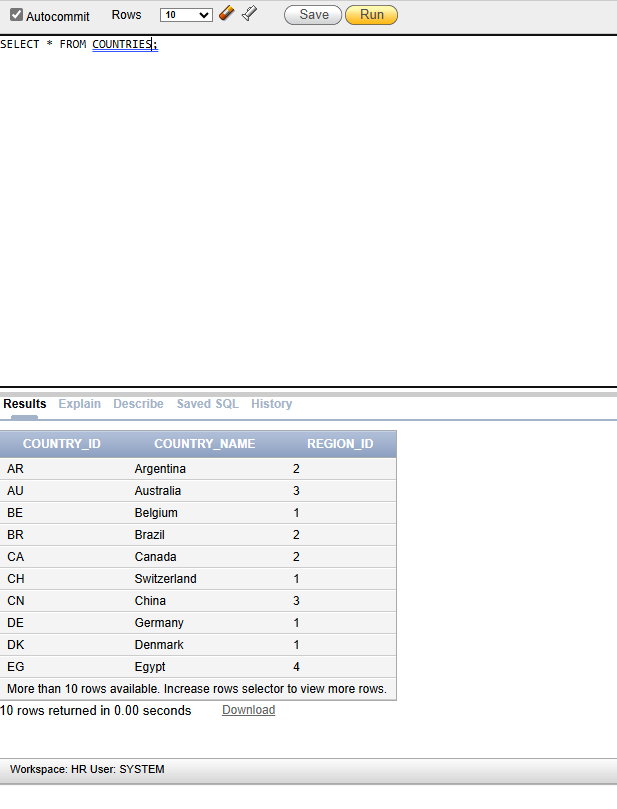 Autocommit Rows 10 Save Run
SELECT * FROM COUNTRIES;
Results Explain Describe Saved SQL History
COUNTRY_ID COUNTRY_NAME REGION_ID
AR Argentina 2
AU Australia 3
BE Belgium 1
BR Brazil 2
CA Canada 2
CH Switzerland 1
CN China 3
DE Germany 1
DK Denmark 1
EG Egypt 4
More than 10 rows available. Increase rows selector to view more rows.
10 rows returned in 0.00 seconds Download
Workspace: HR User: SYSTEM